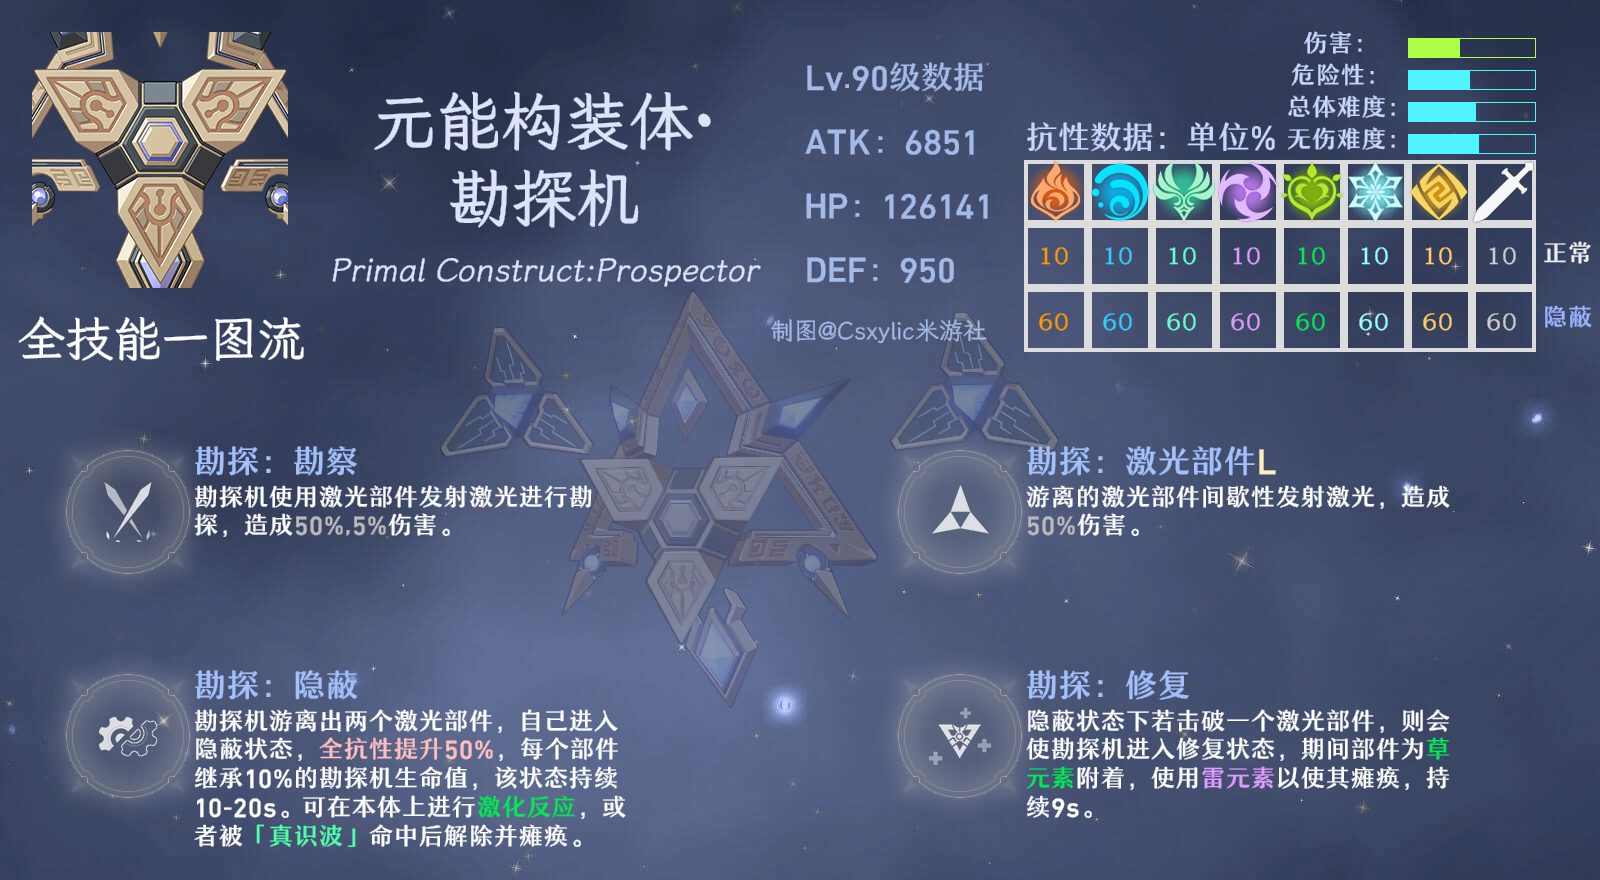 元能构装体·
勘探机
Primal Construct:Prospector
全技能一图流
Lv.90级数据
ATK：6851
HP：126141
DEF：950
制图@Csxylic米游社
伤害：
危险性：
总体难度：
无伤难度：
抗性数据：单位%
10 10 10 10 10 10 10 10 正常
60 60 60 60 60 60 60 60 隐蔽
勘探：勘察
勘探机使用激光部件发射激光进行勘
探，造成50%,5%伤害。
勘探：激光部件L
游离的激光部件间歇性发射激光，造成
50%伤害。
勘探：隐蔽
勘探机游离出两个激光部件，自己进入
隐蔽状态，全抗性提升50%，每个部件
继承10%的勘探机生命值，该状态持续
10-20s。可在本体上进行激化反应，或
者被「真识波」命中后解除并瘫痪。
勘探：修复
隐蔽状态下若击破一个激光部件，则会
使勘探机进入修复状态，期间部件为草
元素附着，使用雷元素以使其瘫痪，持
续9s。